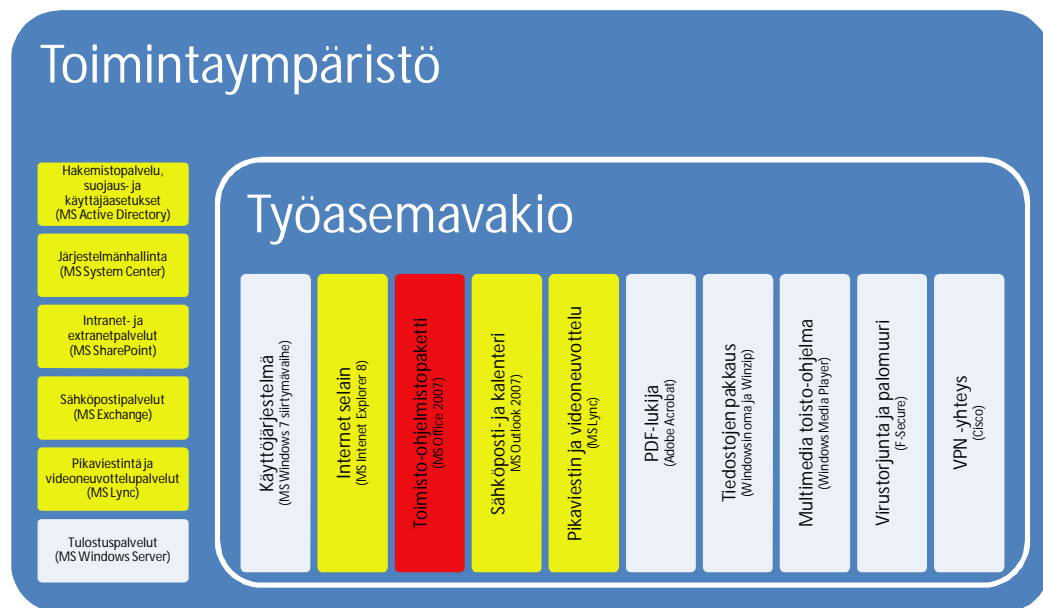 Toimintaympäristö
Hakemistopalvelu,
suojaus- ja
käyttäjäasetukset
(MS Active Directory)
Järjestelmänhallinta
(MS System Center)
Intranet- ja
extranetpalvelut
(MS SharePoint)
Sähköpostipalvelut
(MS Exchange)
Pikaviestintä ja
videoneuvottelupalvelut
(MS Lync)
Tulostuspalvelut
(MS Windows Server)
Työasemavakio
Käyttöjärjestelmä
(MS Windows 7 siirtymävaihe)
Internet selain
(MS Intenet Explorer 8)
Toimisto-ohjelmistopaketti
(MS Office 2007)
Sähköposti- ja kalenteri
MS Outlook 2007)
Pikaviestin ja videoneuvottelu
(MS Lync)
PDF-lukija
(Adobe Acrobat)
Tiedostojen pakkaus
(Windowsin oma ja Winzip)
Multimedia toisto-ohjelma
(Windows Media Player)
Virustorjunta ja palomuuri
(F-Secure)
VPN -yhteys
(Cisco)